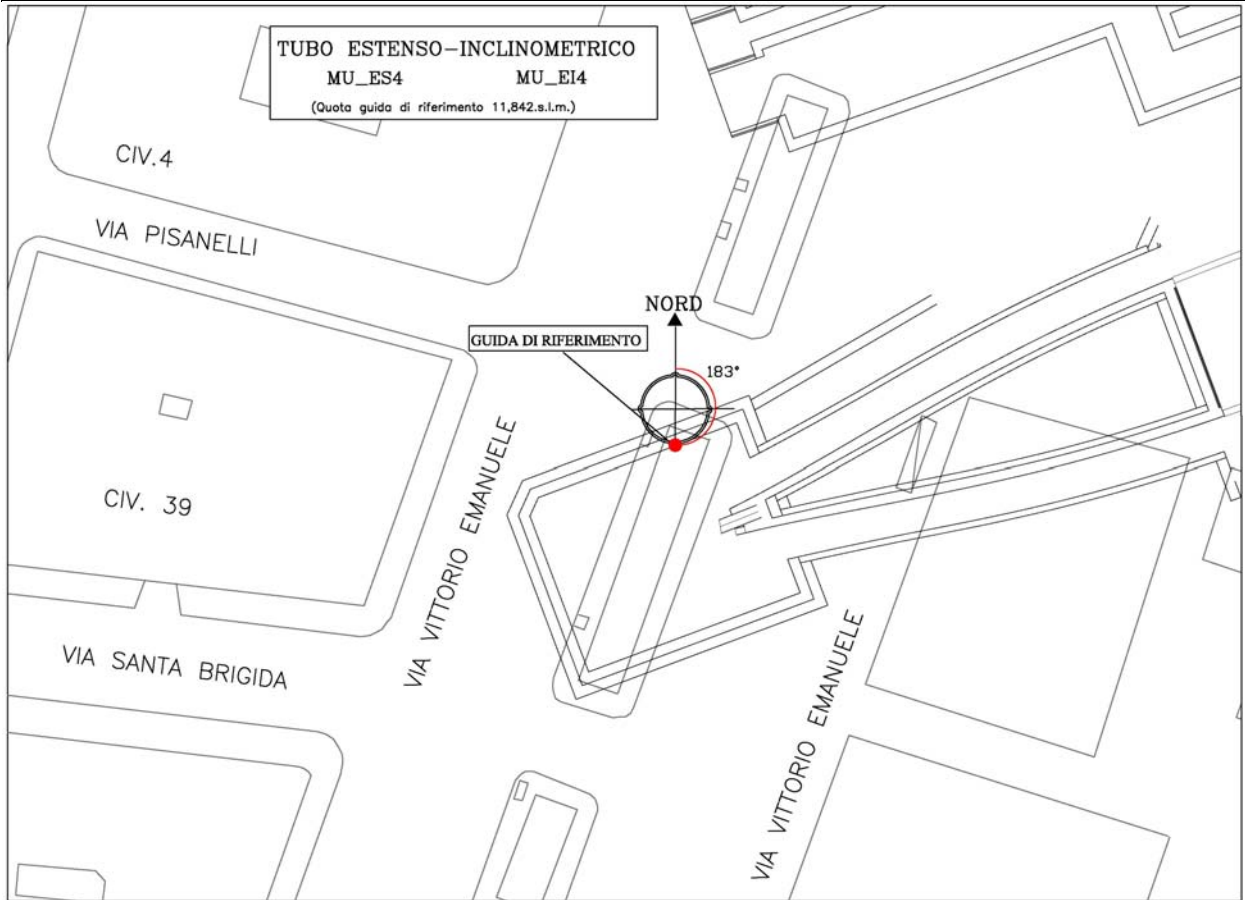 TUBO ESTENSO-INCLINOMETRICO
MU_ES4 MU_EI4
(Quota guida di riferimento 11,842.s.l.m.)
CIV.4
VIA PISANELLI
NORD
GUIDA DI RIFERIMENTO
183°
CIV. 39
VIA VITTORIO EMANUELE
VIA SANTA BRIGIDA
VIA VITTORIO EMANUELE